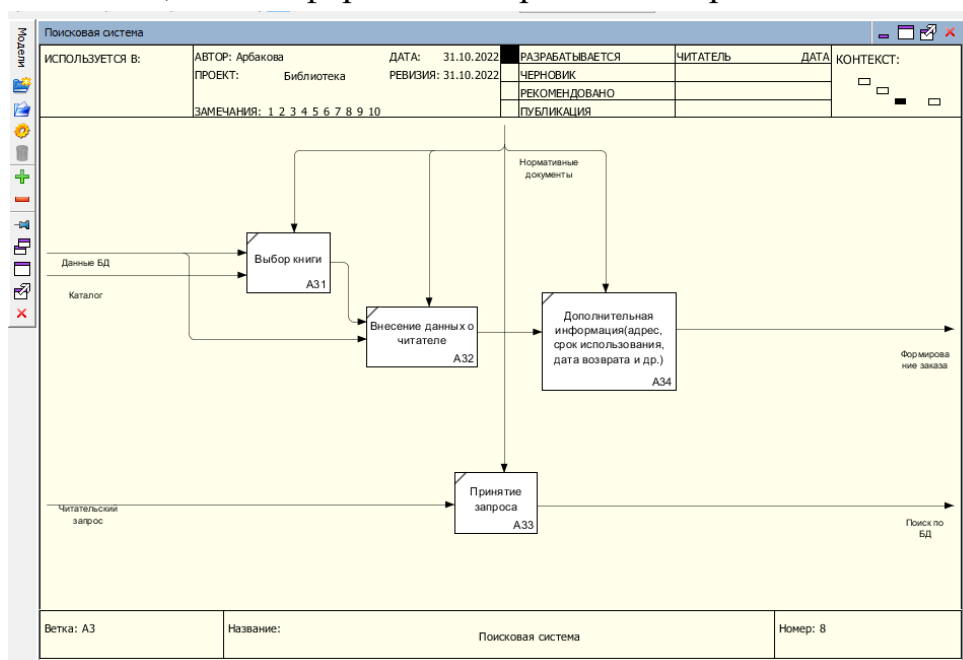 Модели
Поисковая система
ИСПОЛЬЗУЕТСЯ В:
АВТОР: Арбакова
ДАТА: 31.10.2022
ПРОЕКТ: Библиотека
РЕВИЗИЯ: 31.10.2022
ЗАМЕЧАНИЯ: 1 2 3 4 5 6 7 8 9 10
РАЗРАБАТЫВАЕТСЯ
ЧЕРНОВИК
РЕКОМЕНДОВАНО
ПУБЛИКАЦИЯ
ЧИТАТЕЛЬ ДАТА
КОНТЕКСТ:
Нормативные
документы
Данные БД
Каталог
Выбор книги
A31
Внесение данных о
читателе
A32
Дополнительная
информация(адрес,
срок использования,
дата возврата и др.)
A34
Формирова
ние заказа
Читательский
запрос
Принятие
запроса
A33
Поиск по
БД
Ветка: A3
Название:
Поисковая система
Номер: 8